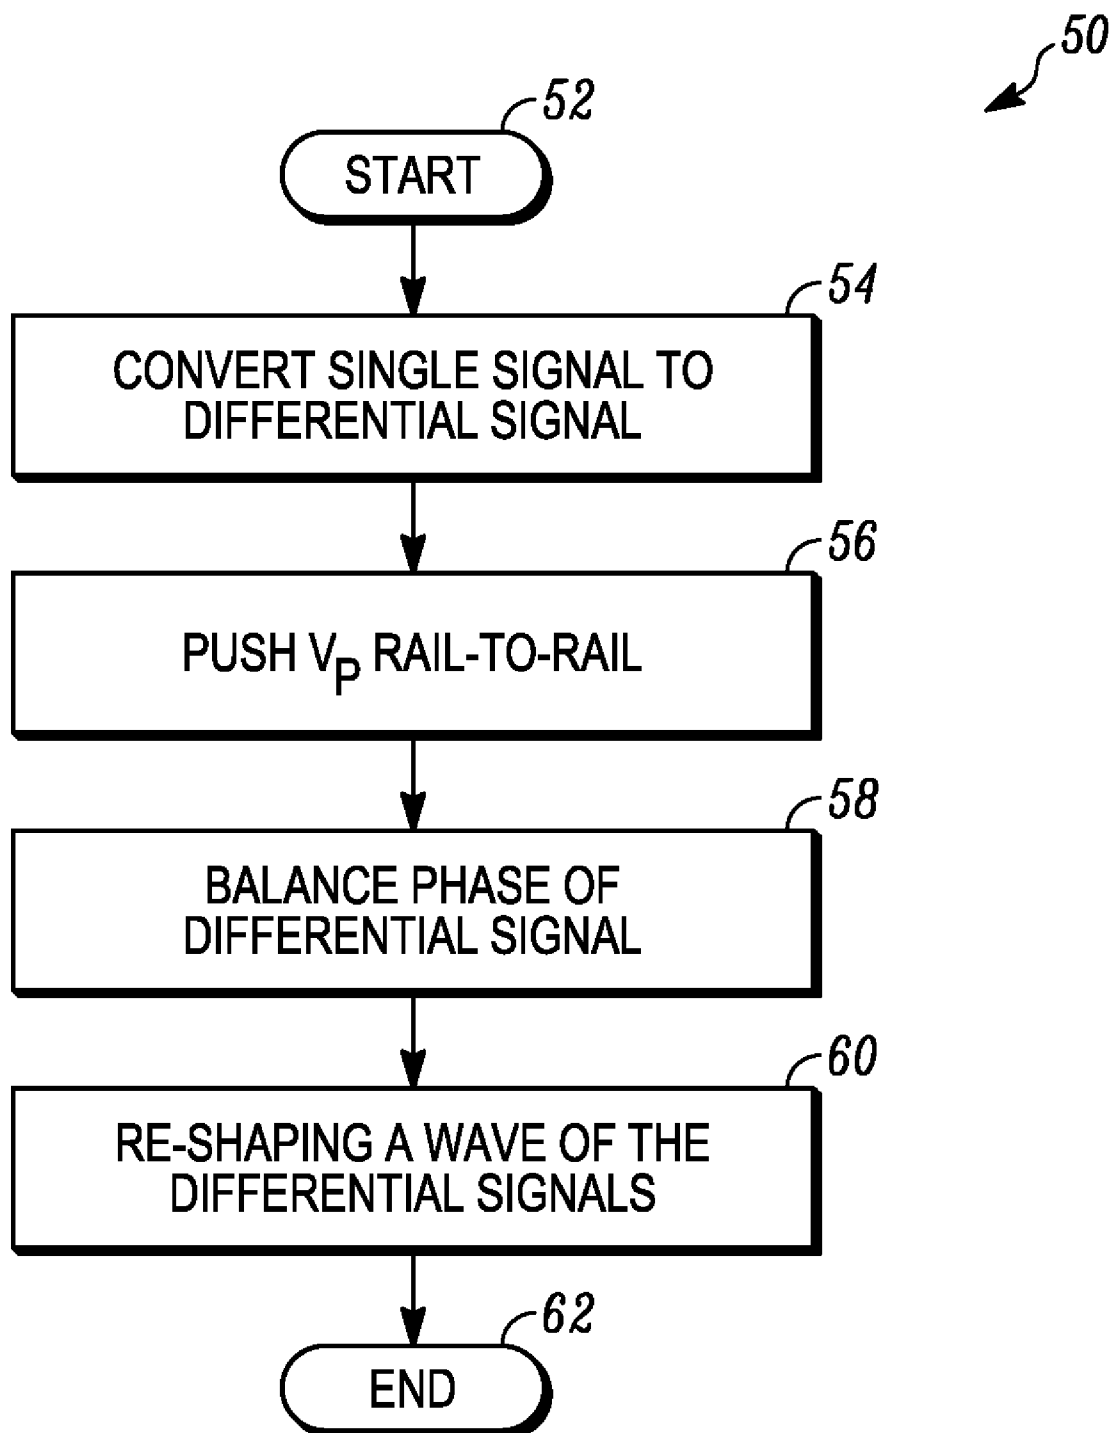 50
52
START
54
CONVERT SINGLE SIGNAL TO
DIFFERENTIAL SIGNAL
56
PUSH VP RAIL-TO-RAIL
58
BALANCE PHASE OF
DIFFERENTIAL SIGNAL
60
RE-SHAPING A WAVE OF THE
DIFFERENTIAL SIGNALS
62
END